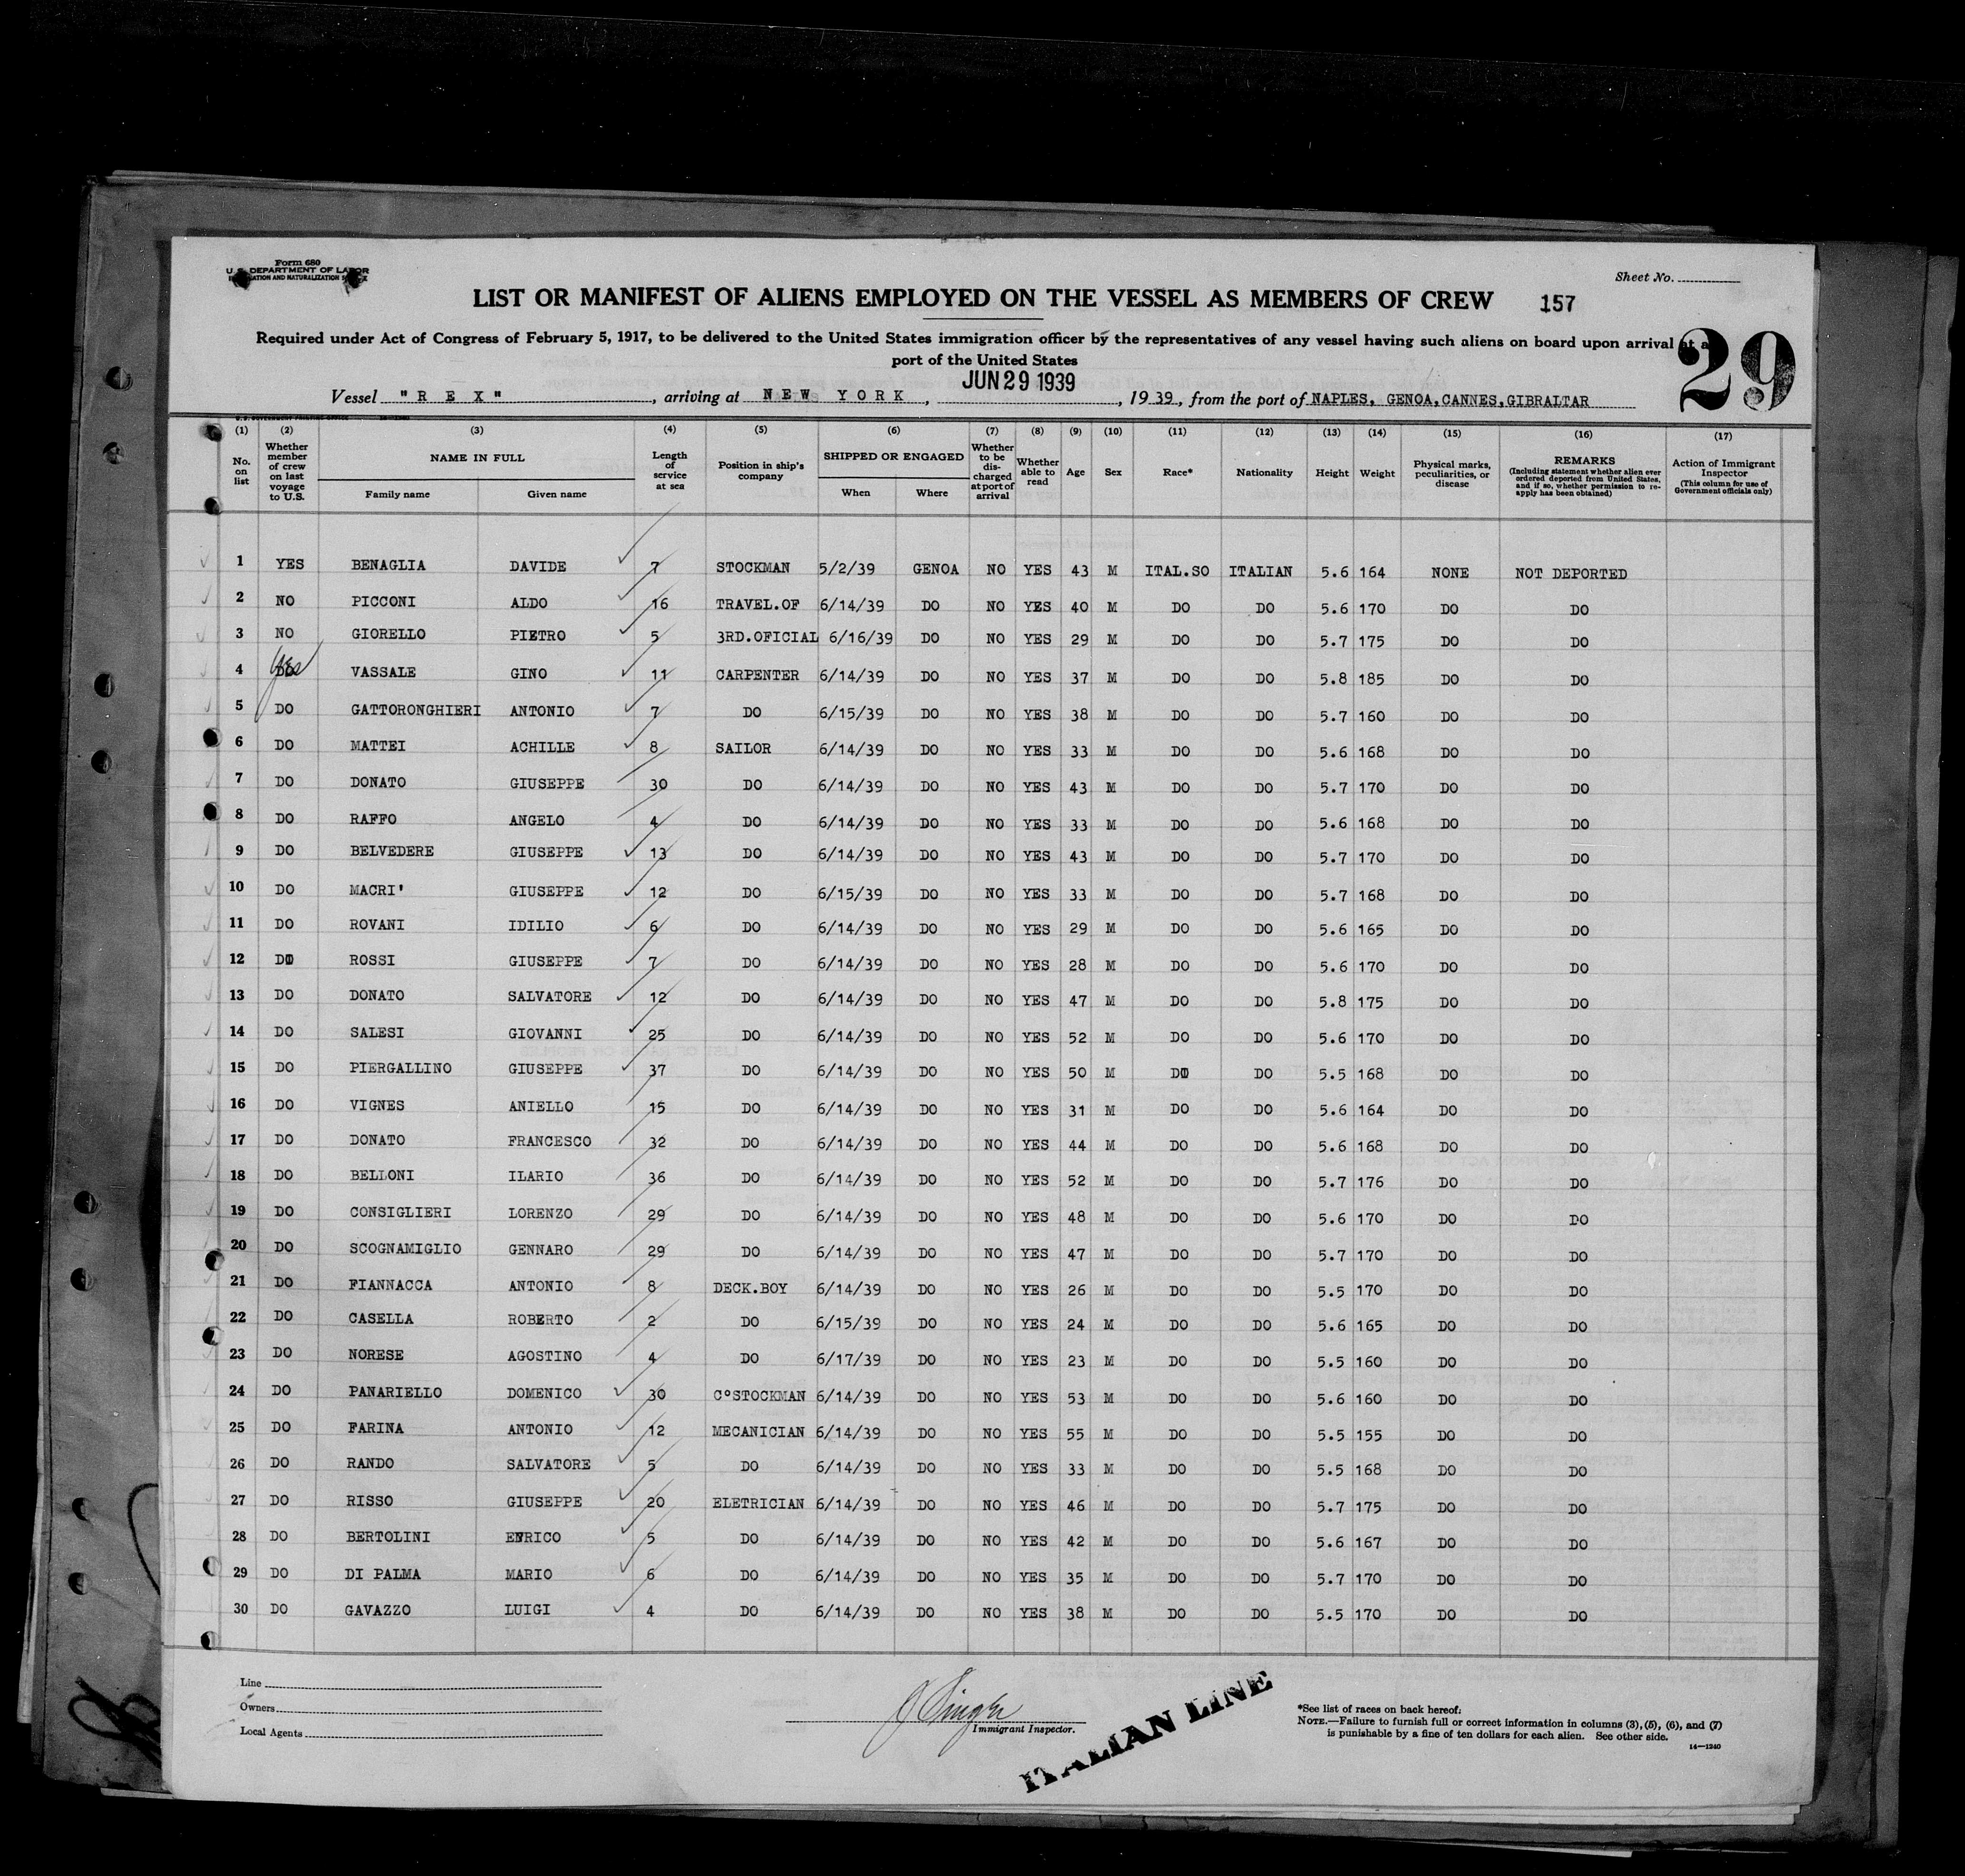 Form 680
U.S. DEPARTMENT OF LABOR
IMMIGRATION AND NATURALIZATION SERVICE
Sheet No.
LIST OR MANIFEST OF ALIENS EMPLOYED ON THE VESSEL AS MEMBERS OF CREW 157
Required under Act of Congress of February 5, 1917, to be delivered to the United States immigration officer by the representatives of any vessel having such aliens on board upon arrival at a
port of the United States
29
JUN 29 1939
Vessel "REX", arriving at NEW YORK, 1939, from the port of NAPLES, GENOA, CANNES, GIBRALTAR
(1) (2) (3) (4) (5) (6) (7) (8) (9) (10) (11) (12) (13) (14) (15) (16) (17)
No. on list Whether member of crew on last voyage to U.S. NAME IN FULL Family name Given name Length of service at sea Position in ship's company SHIPPED OR ENGAGED When Where Whether to be discharged at port of arrival Whether able to read Age Sex Race* Nationality Height Weight Physical marks, peculiarities, or disease REMARKS (Including statement whether alien ever ordered deported from United States, and if so, whether permission to re-apply has been obtained) Action of Immigrant Inspector (This column for use of Government officials only)
1 YES BENAGLIA DAVIDE 7 STOCKMAN 5/2/39 GENOA NO YES 43 M ITAL.SO ITALIAN 5.6 164 NONE NOT DEPORTED
2 NO PICCONI ALDO 16 TRAVEL.OF 6/14/39 DO NO YES 40 M DO DO 5.6 170 DO DO
3 NO GIORELLO PIETRO 5 3RD.OFICIAL 6/16/39 DO NO YES 29 M DO DO 5.7 175 DO DO
4 Yes VASSALE GINO 11 CARPENTER 6/14/39 DO NO YES 37 M DO DO 5.8 185 DO DO
5 DO GATTORONGHIERI ANTONIO 7 DO 6/15/39 DO NO YES 38 M DO DO 5.7 160 DO DO
6 DO MATTEI ACHILLE 8 SAILOR 6/14/39 DO NO YES 33 M DO DO 5.6 168 DO DO
7 DO DONATO GIUSEPPE 30 DO 6/14/39 DO NO YES 43 M DO DO 5.7 170 DO DO
8 DO RAFFO ANGELO 4 DO 6/14/39 DO NO YES 33 M DO DO 5.6 168 DO DO
9 DO BELVEDERE GIUSEPPE 13 DO 6/14/39 DO NO YES 43 M DO DO 5.7 170 DO DO
10 DO MACRI' GIUSEPPE 12 DO 6/15/39 DO NO YES 33 M DO DO 5.7 168 DO DO
11 DO ROVANI IDILIO 6 DO 6/14/39 DO NO YES 29 M DO DO 5.6 165 DO DO
12 DO ROSSI GIUSEPPE 7 DO 6/14/39 DO NO YES 28 M DO DO 5.6 170 DO DO
13 DO DONATO SALVATORE 12 DO 6/14/39 DO NO YES 47 M DO DO 5.8 175 DO DO
14 DO SALESI GIOVANNI 25 DO 6/14/39 DO NO YES 52 M DO DO 5.6 170 DO DO
15 DO PIERGALLINO GIUSEPPE 37 DO 6/14/39 DO NO YES 50 M DO DO 5.5 168 DO DO
16 DO VIGNES ANIELLO 15 DO 6/14/39 DO NO YES 31 M DO DO 5.6 164 DO DO
17 DO DONATO FRANCESCO 32 DO 6/14/39 DO NO YES 44 M DO DO 5.6 168 DO DO
18 DO BELLONI ILARIO 36 DO 6/14/39 DO NO YES 52 M DO DO 5.7 176 DO DO
19 DO CONSIGLIERI LORENZO 29 DO 6/14/39 DO NO YES 48 M DO DO 5.6 170 DO DO
20 DO SCOGNAMIGLIO GENNARO 29 DO 6/14/39 DO NO YES 47 M DO DO 5.7 170 DO DO
21 DO FIANNACCA ANTONIO 8 DECK.BOY 6/14/39 DO NO YES 26 M DO DO 5.5 170 DO DO
22 DO CASELLA ROBERTO 2 DO 6/15/39 DO NO YES 24 M DO DO 5.6 165 DO DO
23 DO NORESE AGOSTINO 4 DO 6/17/39 DO NO YES 23 M DO DO 5.5 160 DO DO
24 DO PANARIELLO DOMENICO 30 C°STOCKMAN 6/14/39 DO NO YES 53 M DO DO 5.6 160 DO DO
25 DO FARINA ANTONIO 12 MECANICIAN 6/14/39 DO NO YES 55 M DO DO 5.5 155 DO DO
26 DO RANDO SALVATORE 5 DO 6/14/39 DO NO YES 33 M DO DO 5.5 168 DO DO
27 DO RISSO GIUSEPPE 20 ELETRICIAN 6/14/39 DO NO YES 46 M DO DO 5.7 175 DO DO
28 DO BERTOLINI ENRICO 5 DO 6/14/39 DO NO YES 42 M DO DO 5.6 167 DO DO
29 DO DI PALMA MARIO 6 DO 6/14/39 DO NO YES 35 M DO DO 5.7 170 DO DO
30 DO GAVAZZO LUIGI 4 DO 6/14/39 DO NO YES 38 M DO DO 5.5 170 DO DO
Line
Owners
Local Agents
Immigrant Inspector.
ITALIAN LINE
*See list of races on back hereof.
NOTE.—Failure to furnish full or correct information in columns (3), (5), (6), and (7)
is punishable by a fine of ten dollars for each alien. See other side.
14—1240